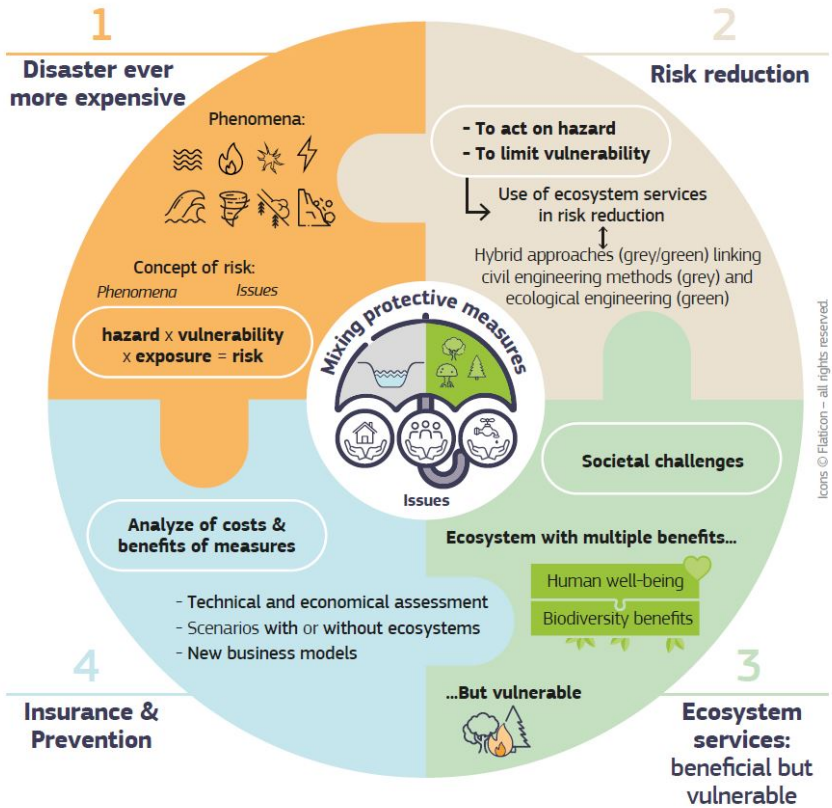 1
Disaster ever
more expensive
Phenomena:
Concept of risk:
Phenomena Issues
hazard x vulnerability
x exposure = risk
2
Risk reduction
- To act on hazard
- To limit vulnerability
Use of ecosystem services
in risk reduction
Hybrid approaches (grey/green) linking
civil engineering methods (grey) and
ecological engineering (green)
Mixing protective measures
Issues
Societal challenges
Ecosystem with multiple benefits...
Human well-being
Biodiversity benefits
...But vulnerable
3
Ecosystem
services:
beneficial but
vulnerable
Analyze of costs &
benefits of measures
- Technical and economical assessment
- Scenarios with or without ecosystems
- New business models
4
Insurance &
Prevention
Icons © Flaticon – all rights reserved.